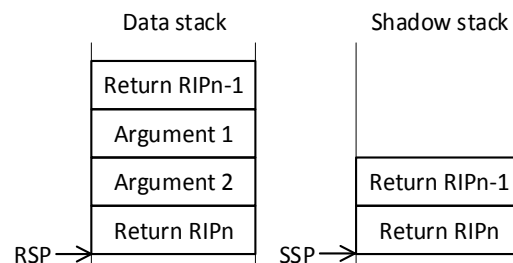 Data stack
Shadow stack
Return RIPn-1
Argument 1
Argument 2
Return RIPn-1
Return RIPn
Return RIPn
RSP
SSP